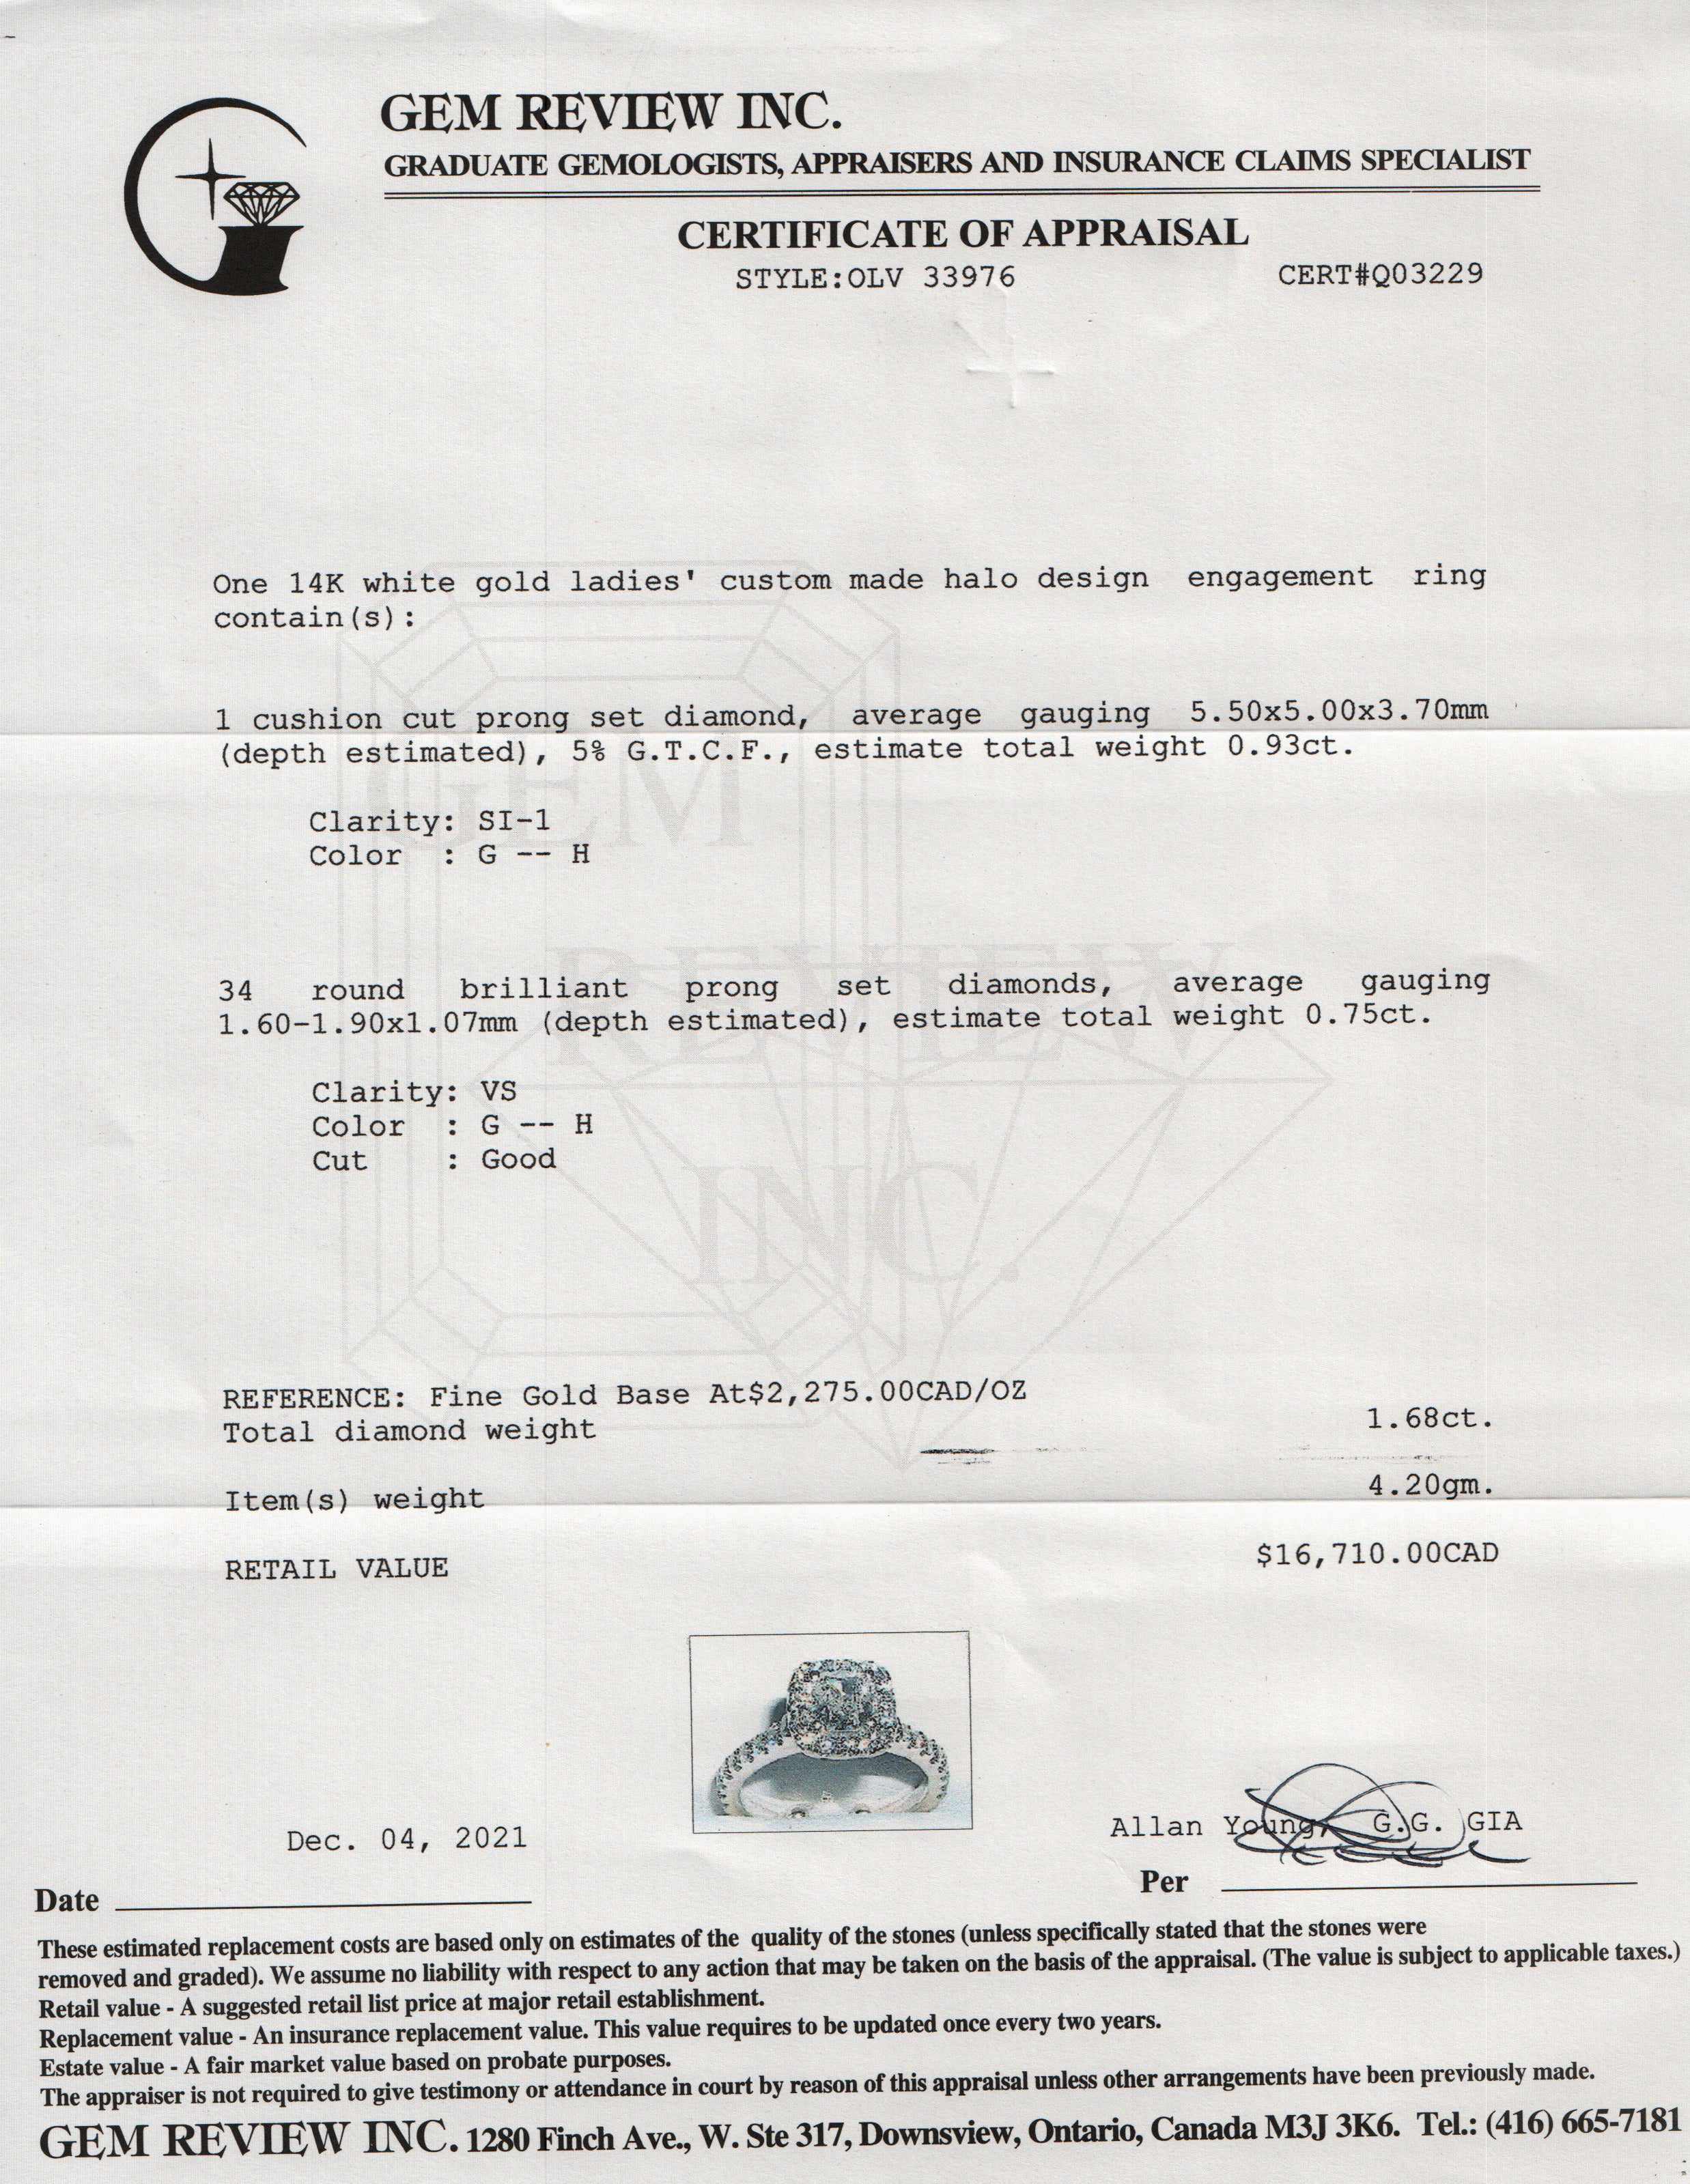 GEM REVIEW INC.
GRADUATE GEMOLOGISTS, APPRAISERS AND INSURANCE CLAIMS SPECIALIST
CERTIFICATE OF APPRAISAL
STYLE:OLV 33976 CERT#Q03229
One 14K white gold ladies' custom made halo design engagement ring
contain(s):
1 cushion cut prong set diamond, average gauging 5.50x5.00x3.70mm
(depth estimated), 5% G.T.C.F., estimate total weight 0.93ct.
Clarity: SI-1
Color : G -- H
34 round brilliant prong set diamonds, average gauging
1.60-1.90x1.07mm (depth estimated), estimate total weight 0.75ct.
Clarity: VS
Color : G -- H
Cut : Good
GEM
REVIEW
INC.
REFERENCE: Fine Gold Base At$2,275.00CAD/OZ
Total diamond weight 1.68ct.
Item(s) weight 4.20gm.
RETAIL VALUE $16,710.00CAD
Dec. 04, 2021
Allan Young, G.G. GIA
Date
Per
These estimated replacement costs are based only on estimates of the quality of the stones (unless specifically stated that the stones were
removed and graded). We assume no liability with respect to any action that may be taken on the basis of the appraisal. (The value is subject to applicable taxes.)
Retail value - A suggested retail list price at major retail establishment.
Replacement value - An insurance replacement value. This value requires to be updated once every two years.
Estate value - A fair market value based on probate purposes.
The appraiser is not required to give testimony or attendance in court by reason of this appraisal unless other arrangements have been previously made.
GEM REVIEW INC. 1280 Finch Ave., W. Ste 317, Downsview, Ontario, Canada M3J 3K6. Tel.: (416) 665-7181